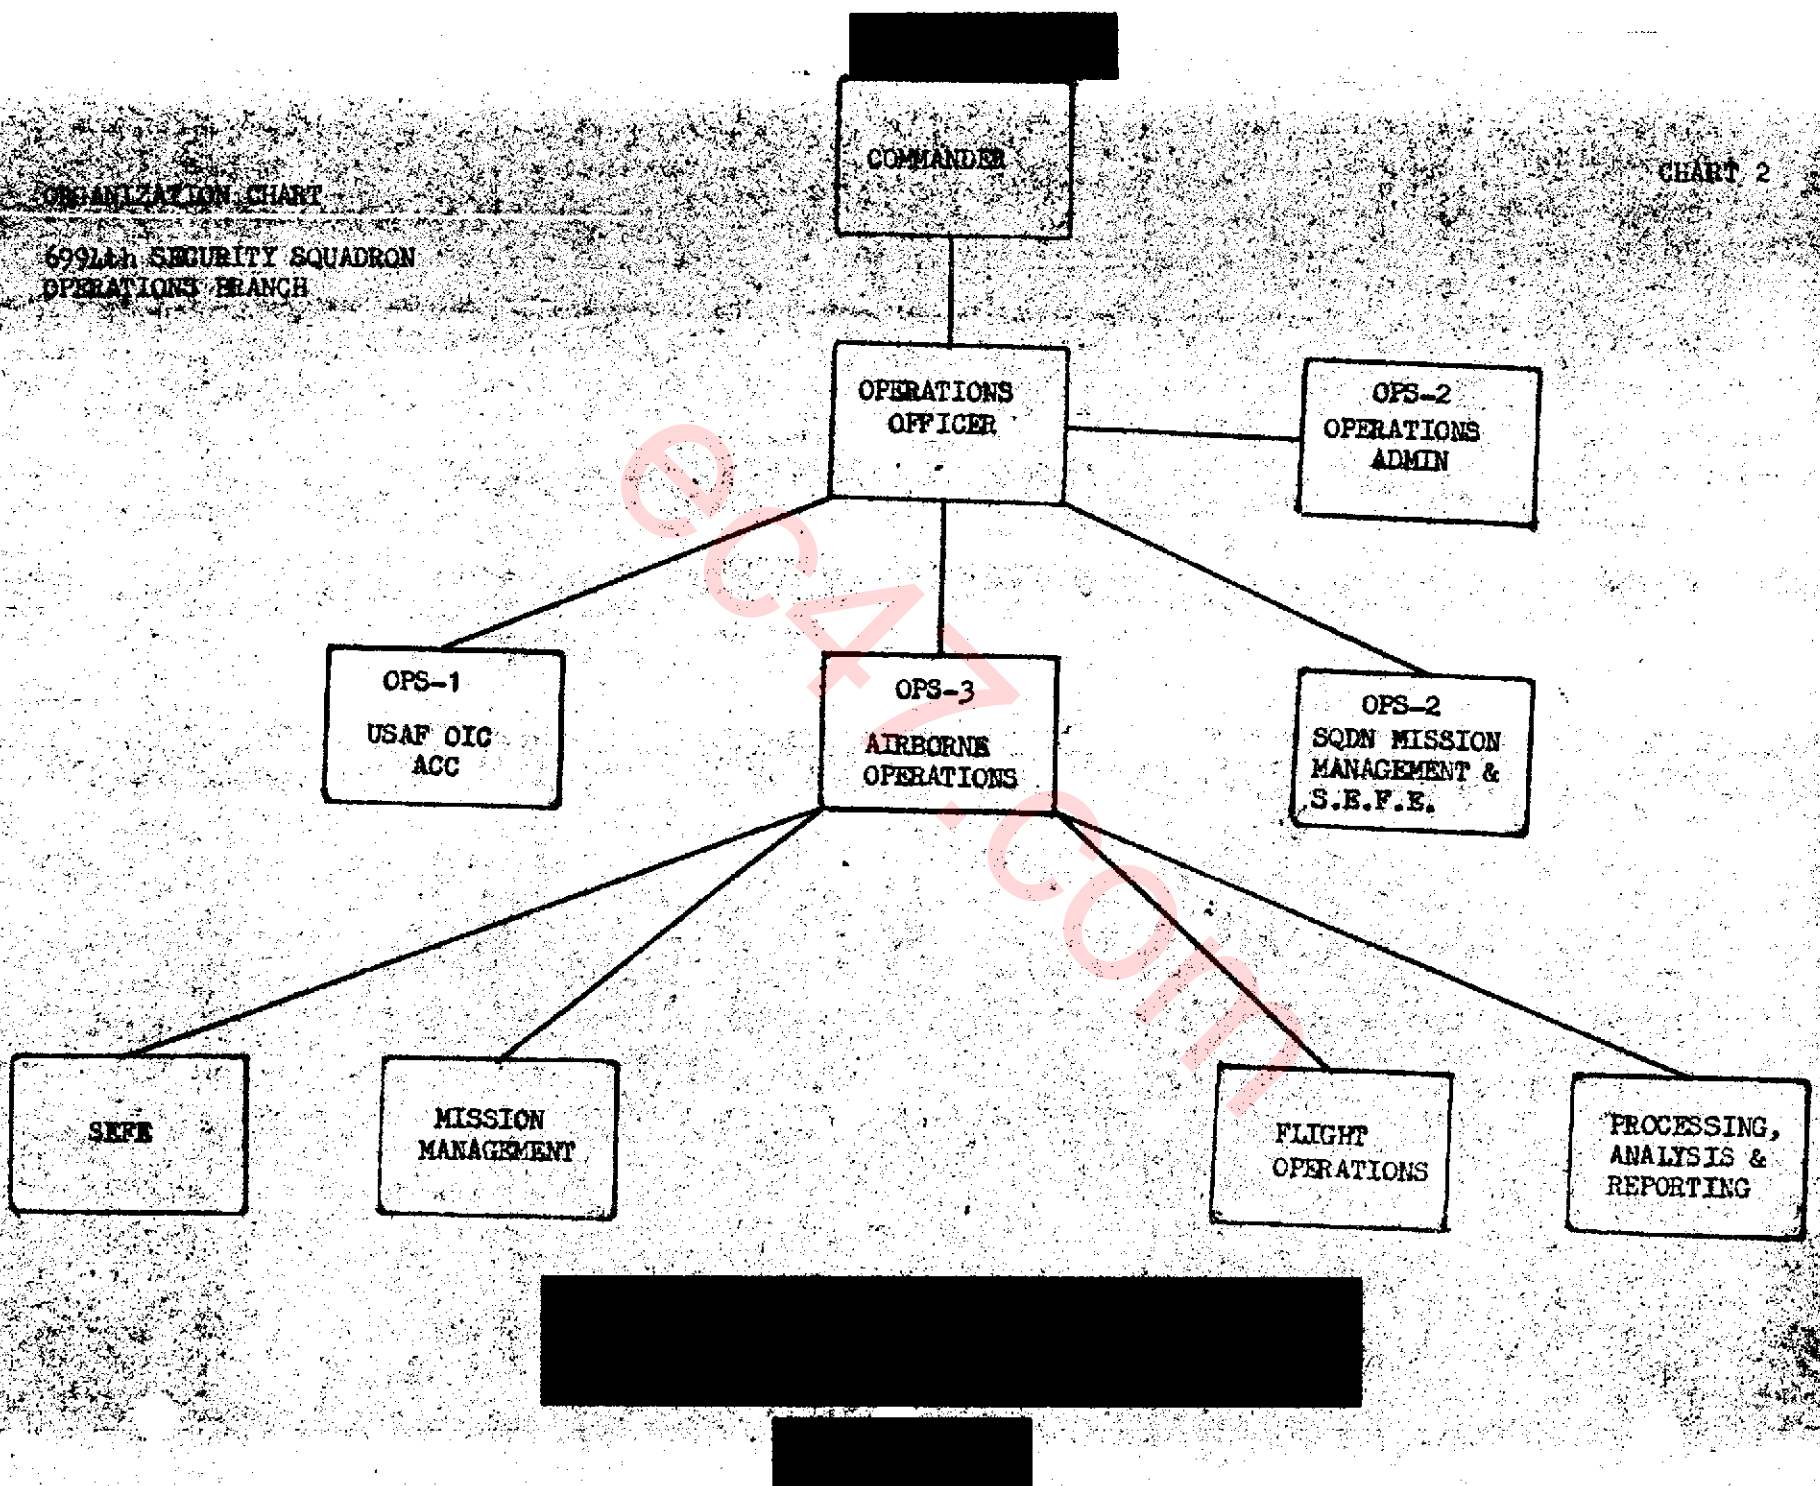 COMMANDER
CHART 2
ORGANIZATION CHART
6994th SECURITY SQUADRON
OPERATIONS BRANCH
OPERATIONS
OFFICER
OPS-2
OPERATIONS
ADMIN
OPS-1
USAF OIC
ACC
OPS-3
AIRBORNE
OPERATIONS
OPS-2
SQDN MISSION
MANAGEMENT &
S.E.F.E.
SEFE
MISSION
MANAGEMENT
FLIGHT
OPERATIONS
PROCESSING,
ANALYSIS &
REPORTING
ec47.com